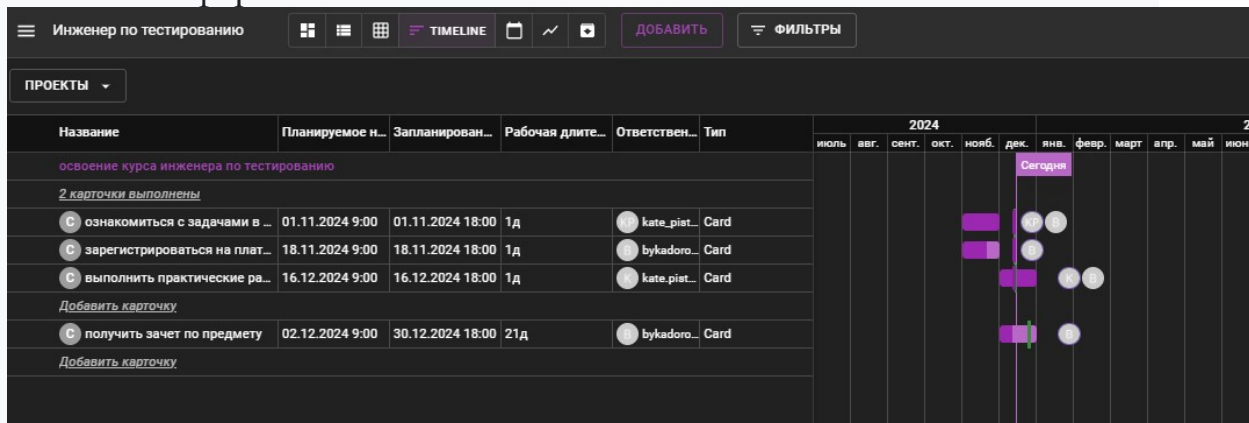 Инженер по тестированию TIMELINE ДОБАВИТЬ ФИЛЬТРЫ
ПРОЕКТЫ
Название Планируемое н... Запланирован... Рабочая длите... Ответствен... Тип 2024 2
июль авг. сент. окт. нояб. дек. янв. февр. март апр. май июн
освоение курса инженера по тестированию Сегодня
2 карточки выполнены
C ознакомиться с задачами в ... 01.11.2024 9:00 01.11.2024 18:00 1д KP kate_pist... Card KP B
C зарегистрироваться на плат... 18.11.2024 9:00 18.11.2024 18:00 1д B bykadoro... Card B
C выполнить практические ра... 16.12.2024 9:00 16.12.2024 18:00 1д K kate.pist... Card K B
Добавить карточку
C получить зачет по предмету 02.12.2024 9:00 30.12.2024 18:00 21д B bykadoro... Card B
Добавить карточку